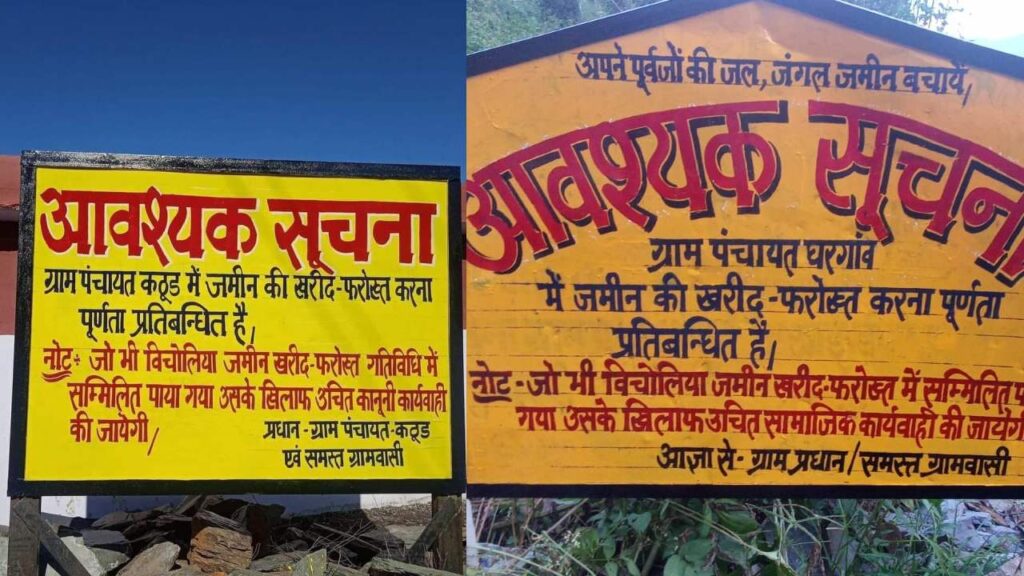 आवश्यक सूचना
ग्राम पंचायत कठूड में जमीन की खरीद-फरोख्त करना
पूर्णता प्रतिबन्धित है।
नोट:- जो भी विचोलिया जमीन खरीद-फरोस्त गतिविधि में
सम्मिलित पाया गया उसके खिलाफ उचित कानूनी कार्यवाही
की जायेगी।
प्रधान-ग्राम पंचायत-कठूड
एवं समस्त ग्रामवासी
अपने पूर्वजों की जल, जंगल जमीन बचायें।
आवश्यक सूचना
ग्राम पंचायत घरगांव
में जमीन की खरीद-फरोख्त करना पूर्णता
प्रतिबन्धित है।
नोट-जो भी विचोलिया जमीन खरीद-फरोख्त में सम्मिलित
गया उसके खिलाफ उचित सामाजिक कार्यवाही की जायेगी
आज्ञा से- ग्राम प्रधान/समस्त ग्रामवासी